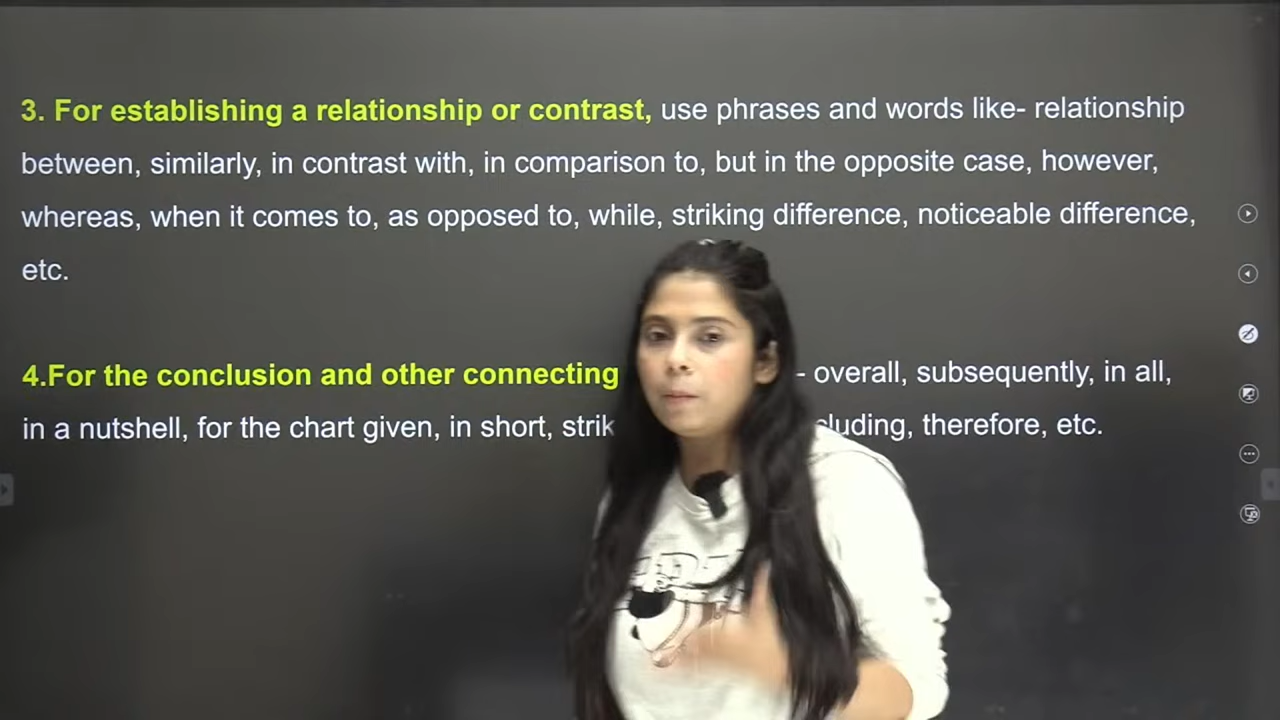 3. For establishing a relationship or contrast, use phrases and words like- relationship
between, similarly, in contrast with, in comparison to, but in the opposite case, however,
whereas, when it comes to, as opposed to, while, striking difference, noticeable difference,
etc.
4.For the conclusion and other connecting - overall, subsequently, in all,
in a nutshell, for the chart given, in short, therefore, etc.